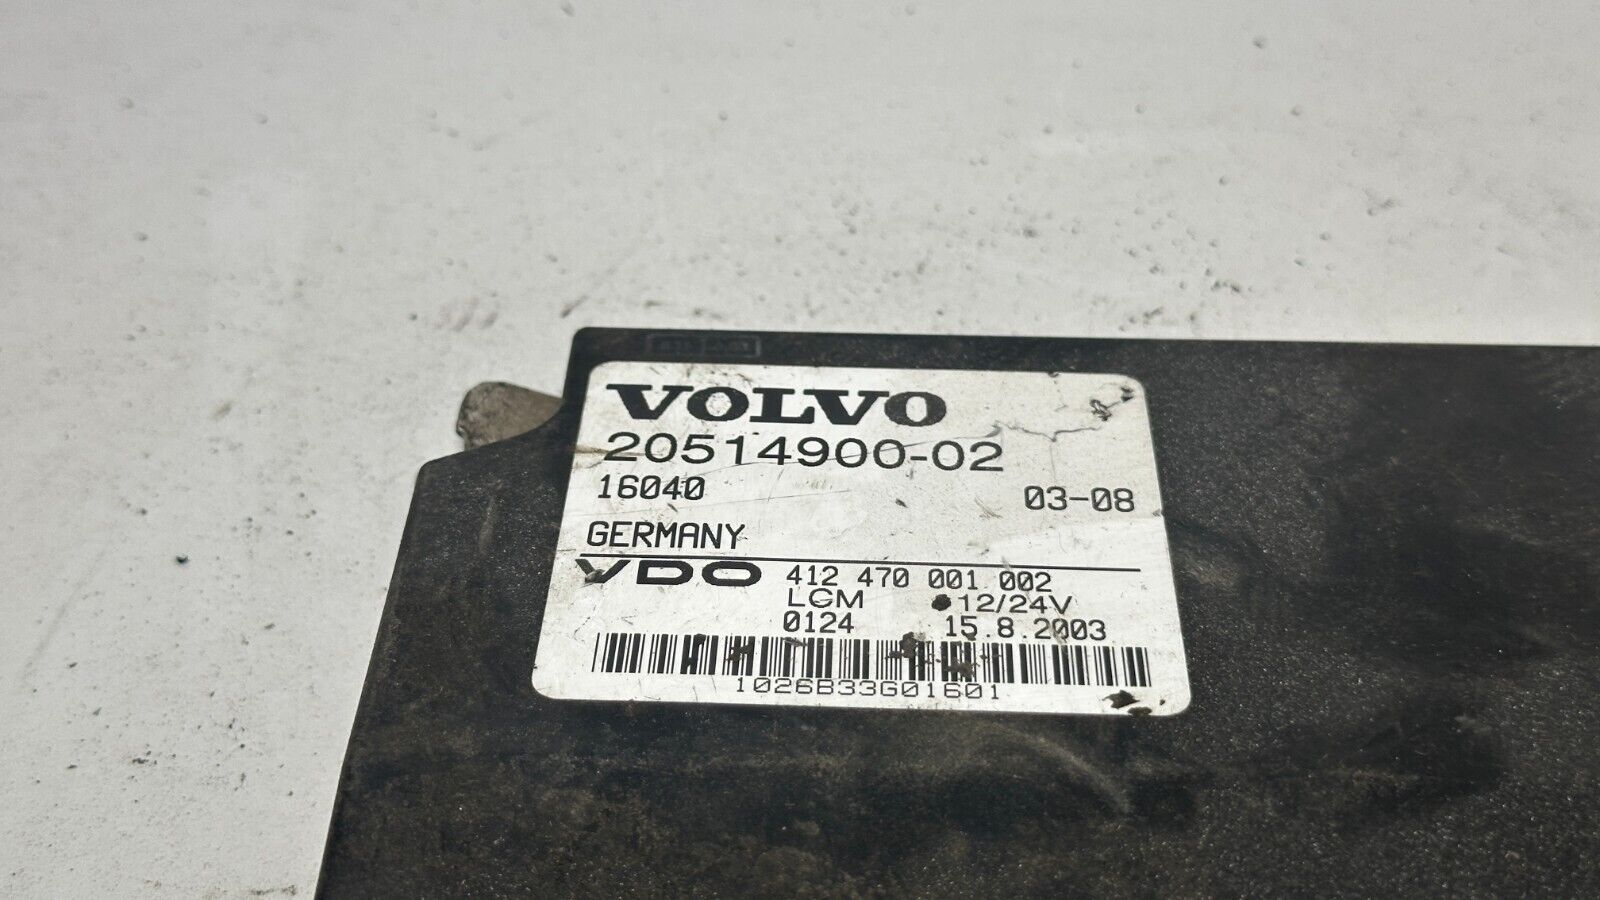 VOLVO
20514900-02
16040 03-08
GERMANY
VDO 412 470 001 002
LCM 12/24V
0124 15.8.2003
1026B33G01601